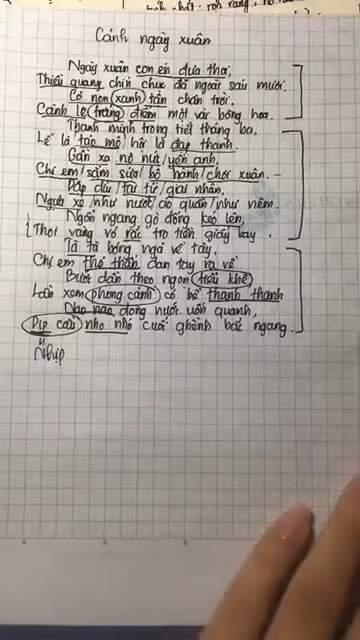 Cảnh ngày xuân
Ngày xuân con én đưa thoi,
Thiều quang chín chục đã ngoài sáu mươi.
Cỏ non (xanh) tận chân trời,
Cành lê (trắng) điểm một vài bông hoa.
Thanh minh trong tiết tháng ba,
Lễ là tảo mộ, hội là đạp thanh.
Gần xa nô nức / yến anh,
Chị em / sắm sửa / bộ hành / chơi xuân.
Dập dìu / tài tử / giai nhân,
Ngựa xe / như nước / áo quần / như nêm.
Ngổn ngang gò đống kéo lên,
Thoi vàng vó rắc tro tiền giấy bay.
Tà tà bóng ngả về tây,
Chị em thơ thẩn dan tay ra về
Bước dần theo ngọn tiểu khê
Lần xem phong cảnh có bề thanh thanh
Nao nao dòng nước uốn quanh,
Dịp cầu nho nhỏ cuối ghềnh bắc ngang.
Nhịp